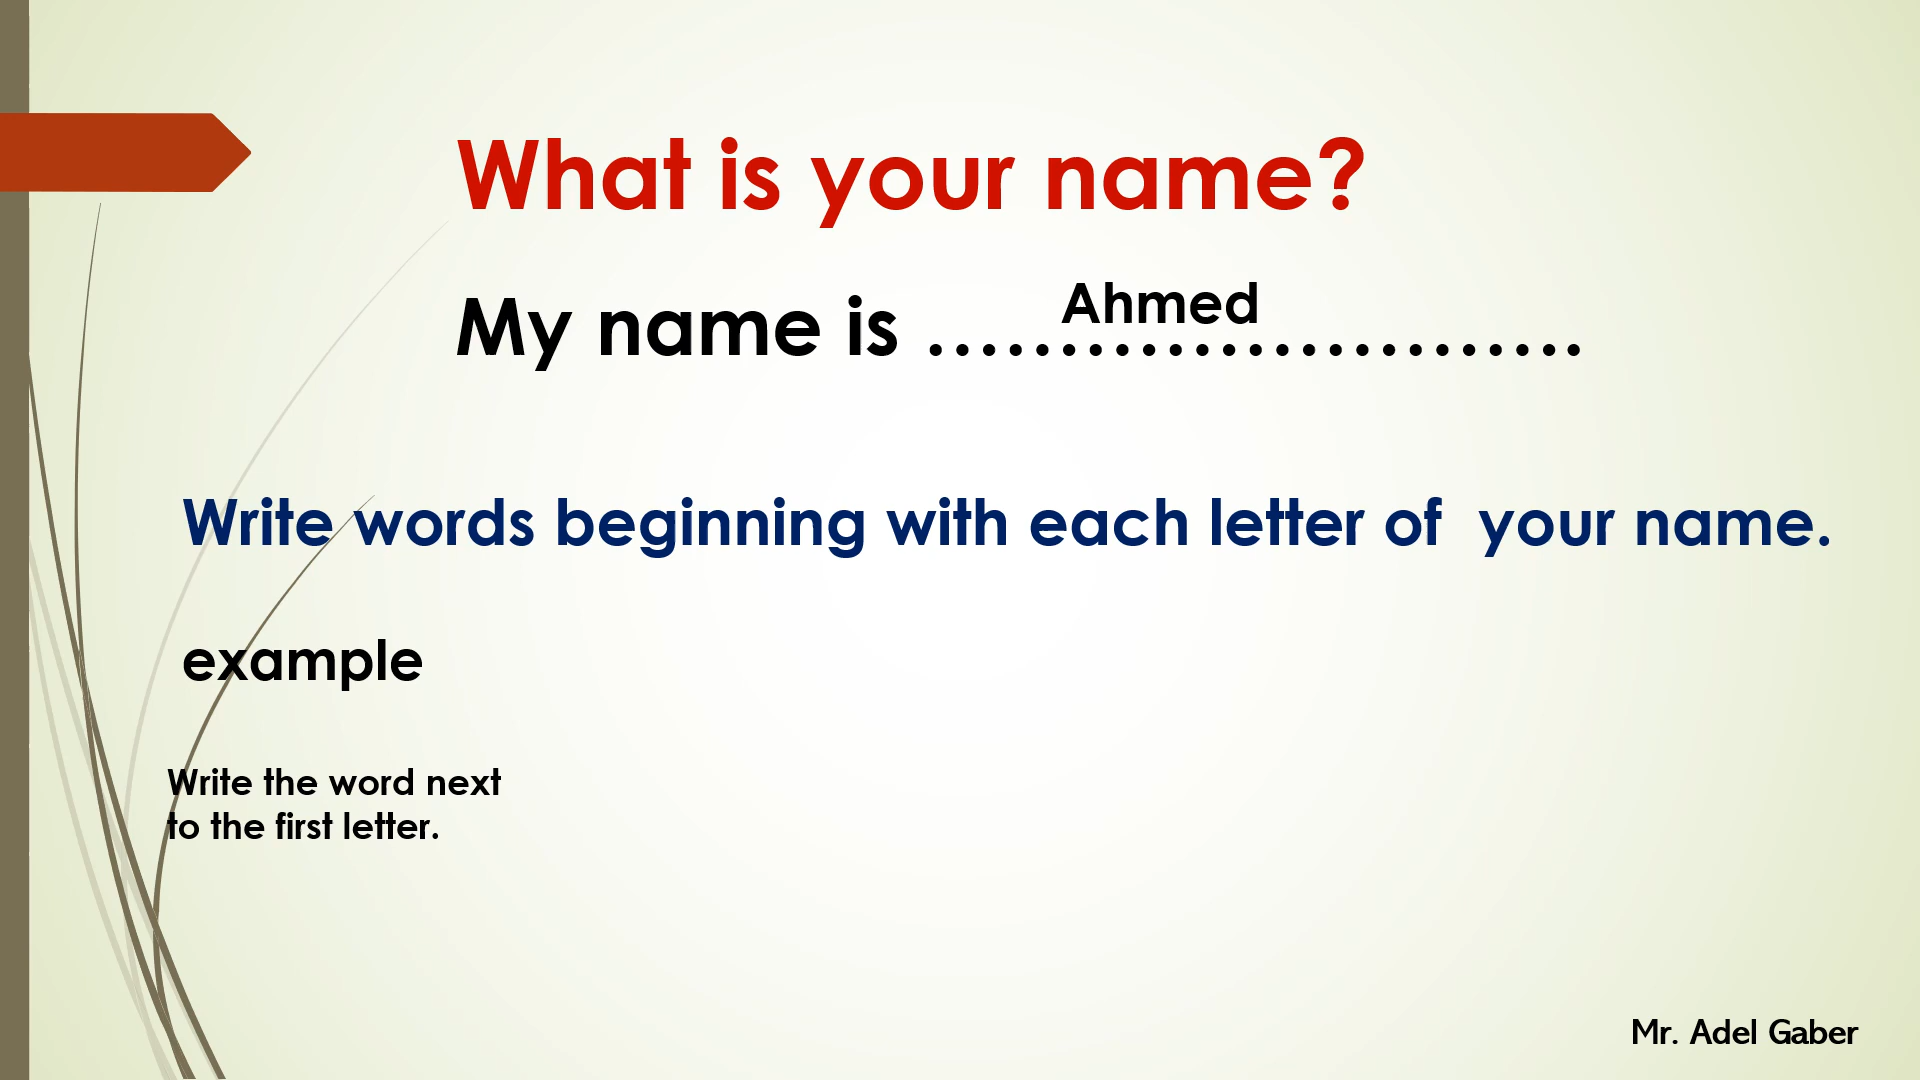 What is your name?
Ahmed
My name is .........................
Write words beginning with each letter of your name.
example
Write the word next
to the first letter.
Mr. Adel Gaber